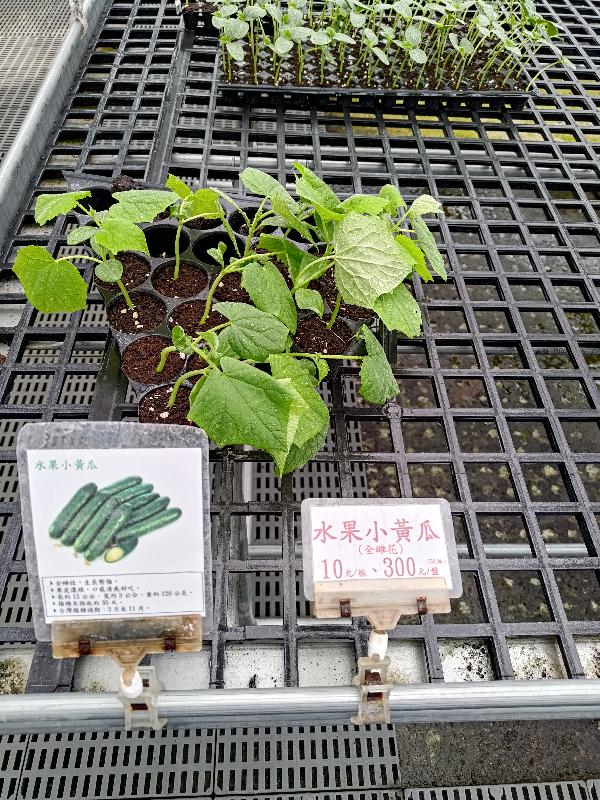 水果小黃瓜
▸全雌性，生長勢強。
▸果皮濃綠，口感清爽好吃。
▸長約15公分，寬約3公分，重約120公克。
▸種植至採收約35天。
▸台灣播種適期：3月至11月。
水果小黃瓜
(全雌花)
10元/株、300元/盤